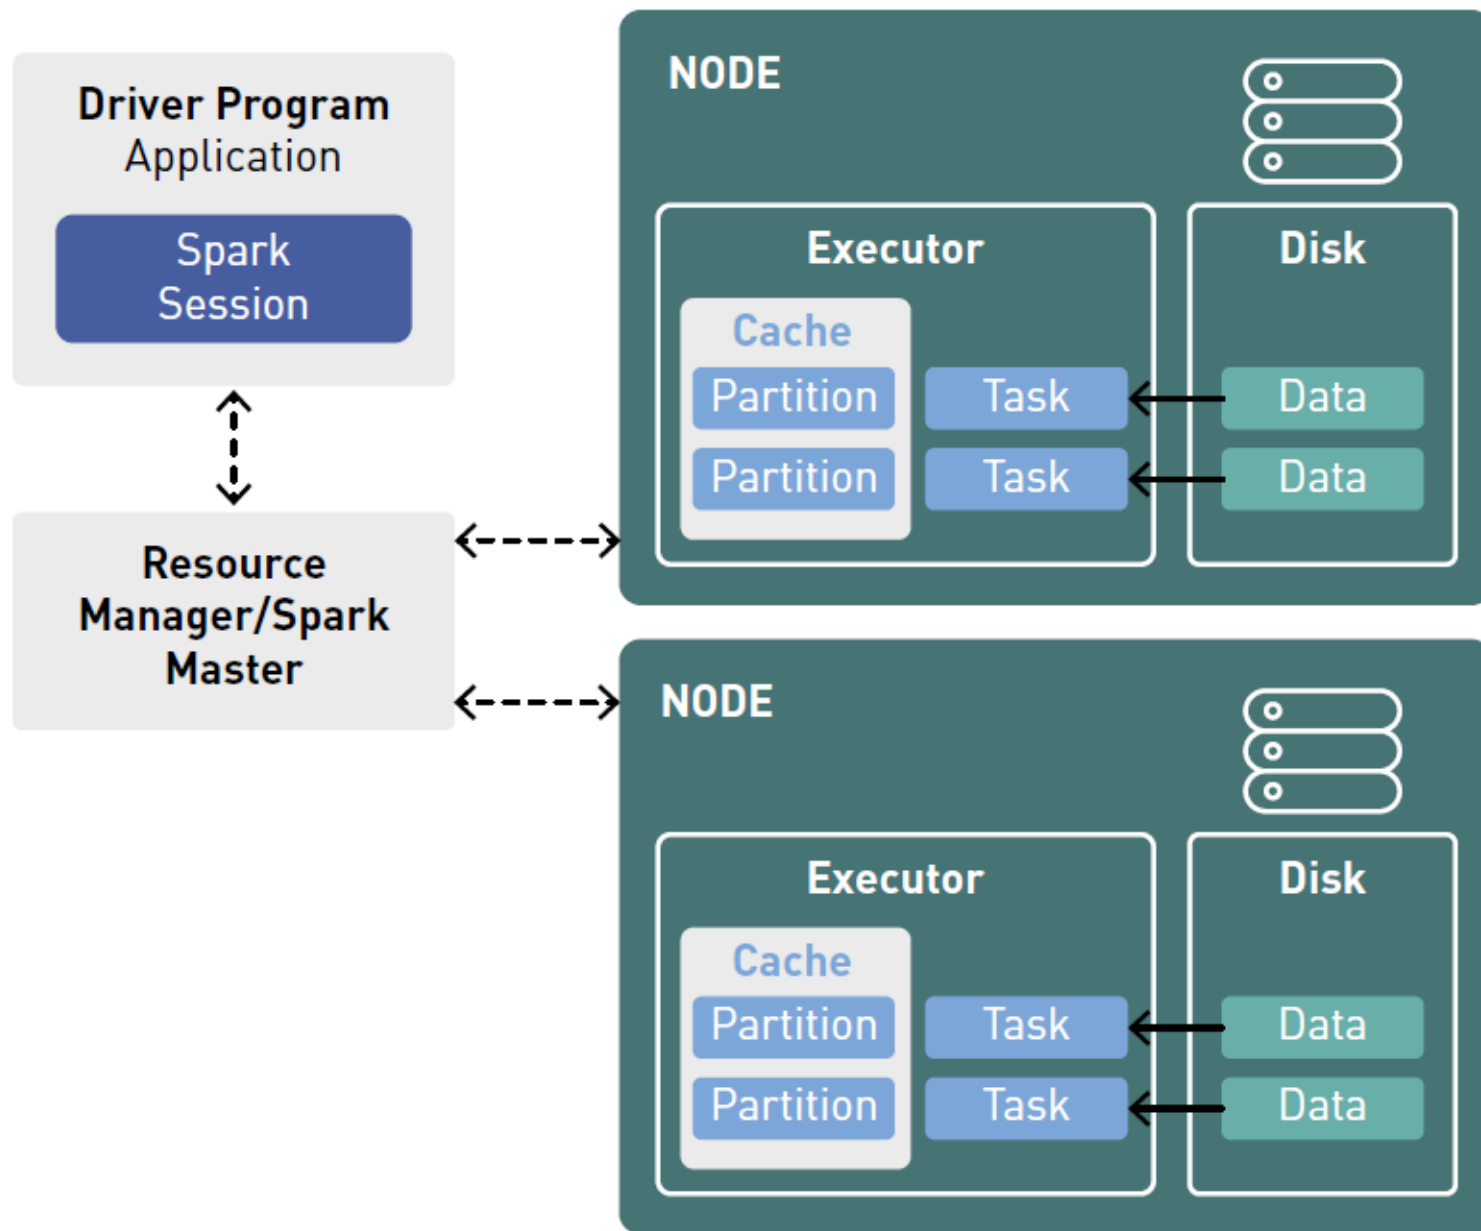 Driver Program
Application
Spark
Session
Resource
Manager/Spark
Master
NODE
Executor
Disk
Cache
Partition
Task
Data
Partition
Task
Data
NODE
Executor
Disk
Cache
Partition
Task
Data
Partition
Task
Data